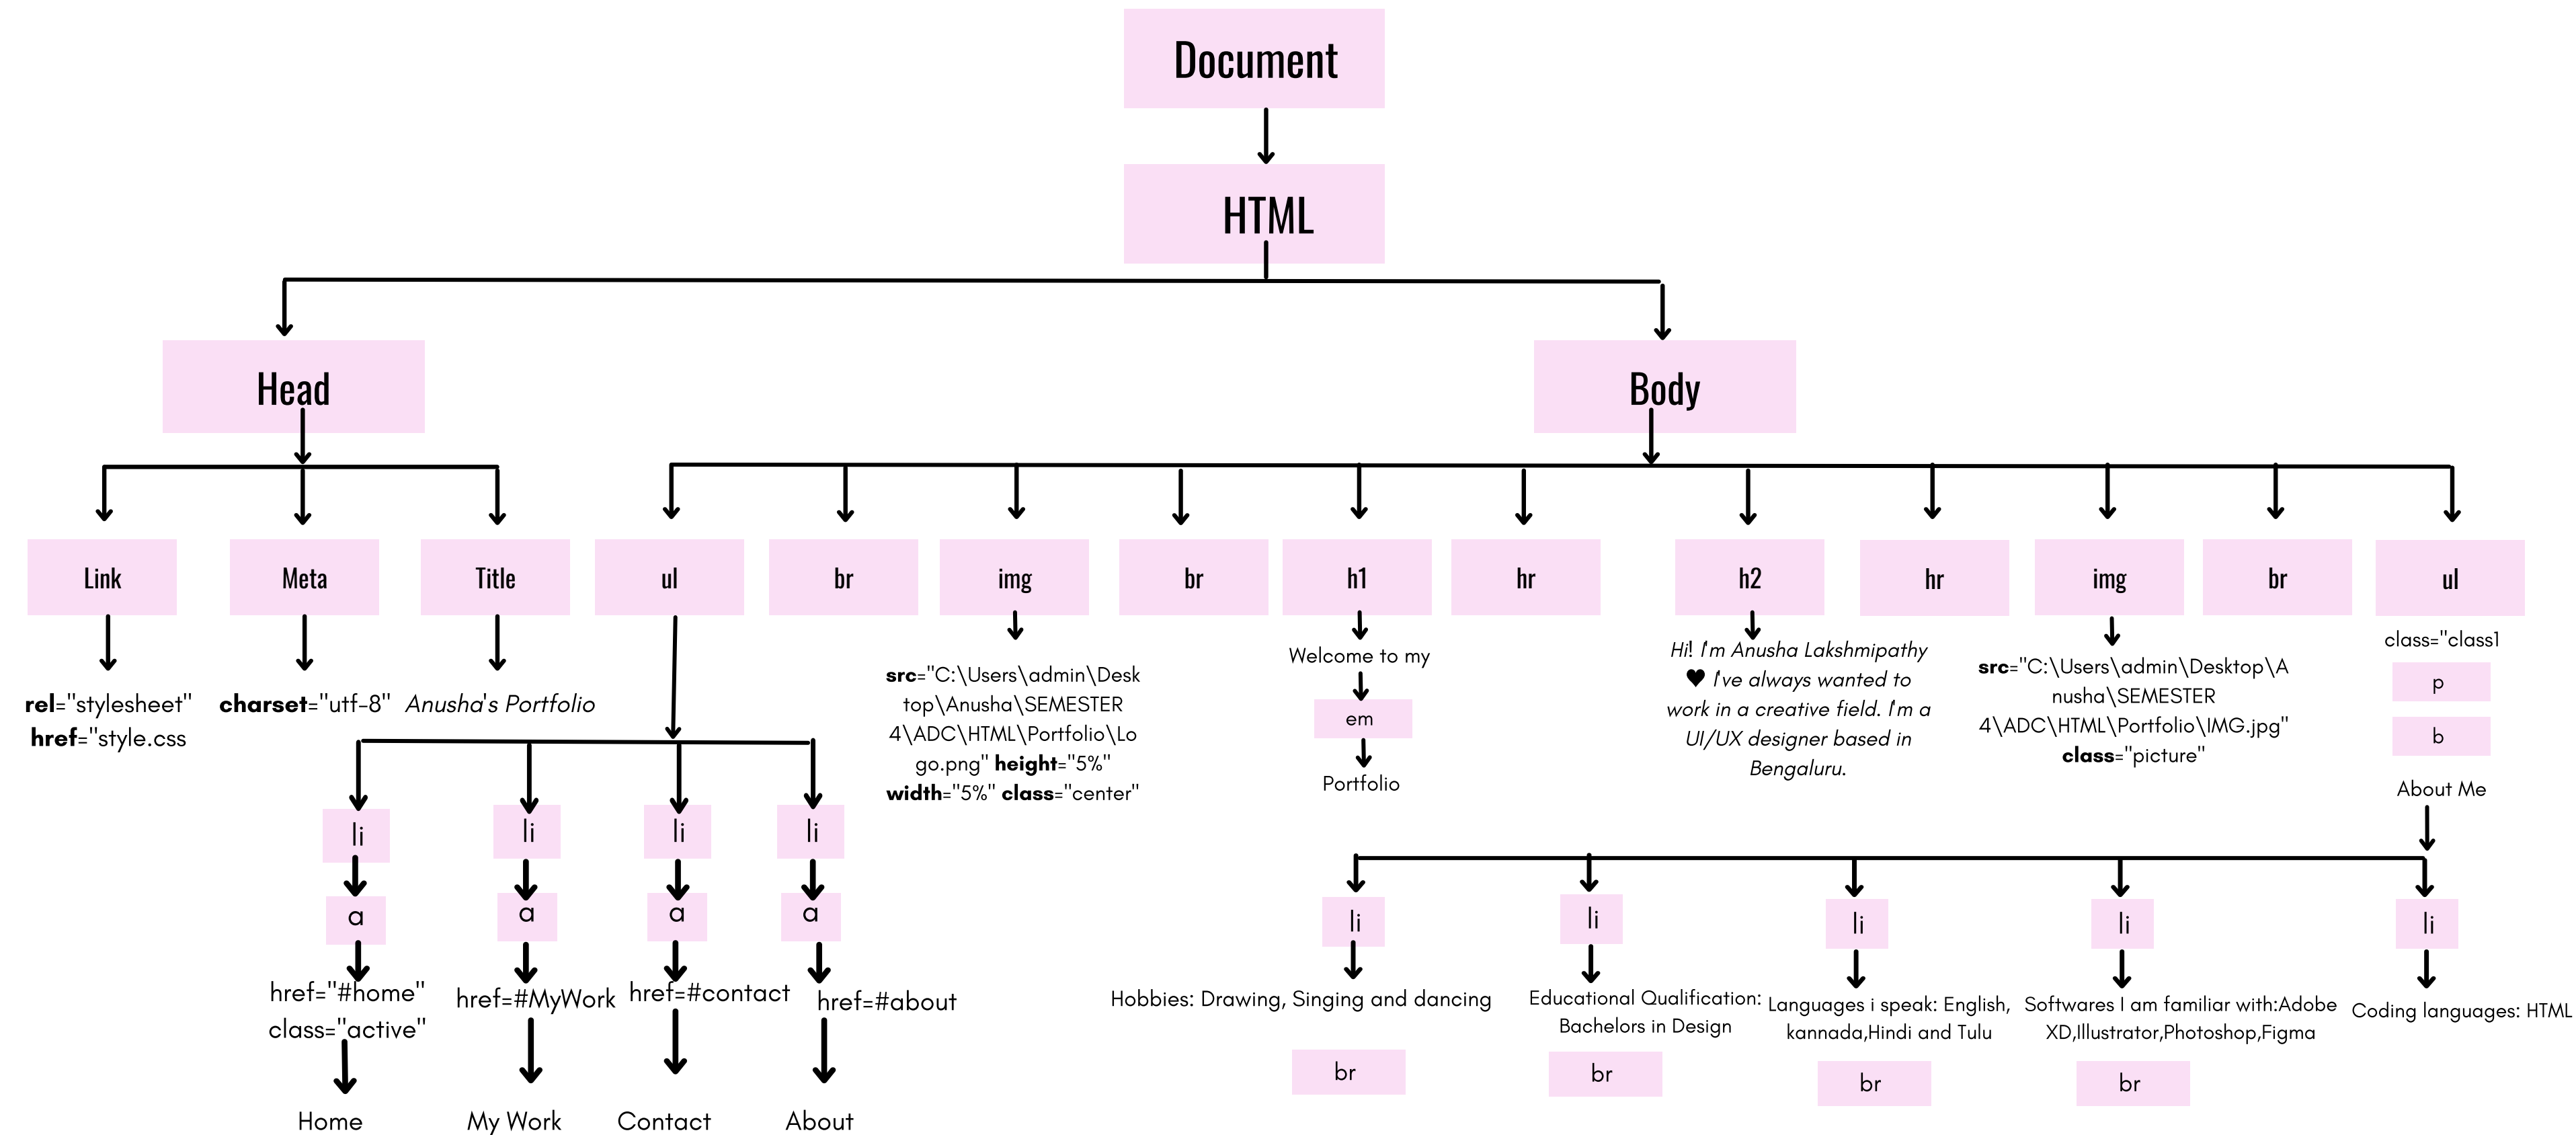 Document
HTML
Head
Body
Link
Meta
Title
ul
br
img
br
h1
hr
h2
hr
img
br
ul
rel="stylesheet"
href="style.css
charset="utf-8"
Anusha's Portfolio
src="C:\Users\admin\Desk
top\Anusha\SEMESTER
4\ADC\HTML\Portfolio\Lo
go.png" height="5%"
width="5%" class="center"
Welcome to my
em
Portfolio
Hi! I'm Anusha Lakshmipathy
♥ I've always wanted to
work in a creative field. I'm a
UI/UX designer based in
Bengaluru.
src="C:\Users\admin\Desktop\A
nusha\SEMESTER
4\ADC\HTML\Portfolio\IMG.jpg"
class="picture"
class="class1
p
b
About Me
li
li
li
li
a
a
a
a
href="#home"
class="active"
href=#MyWork
href=#contact
href=#about
Home
My Work
Contact
About
li
li
li
li
li
Hobbies: Drawing, Singing and dancing
Educational Qualification:
Bachelors in Design
Languages i speak: English,
kannada,Hindi and Tulu
Softwares I am familiar with:Adobe
XD,Illustrator,Photoshop,Figma
Coding languages: HTML
br
br
br
br